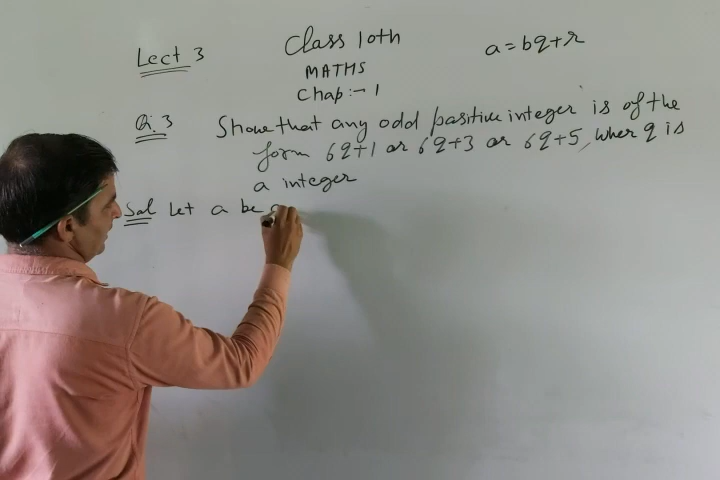 Lect 3
Class 10th
a=bq+r
MATHS
Chap:- 1
Q. 3 Show that any odd positive integer is of the
form 6q+1 or 6q+3 or 6q+5, wher q is
a integer
Sol Let a be a